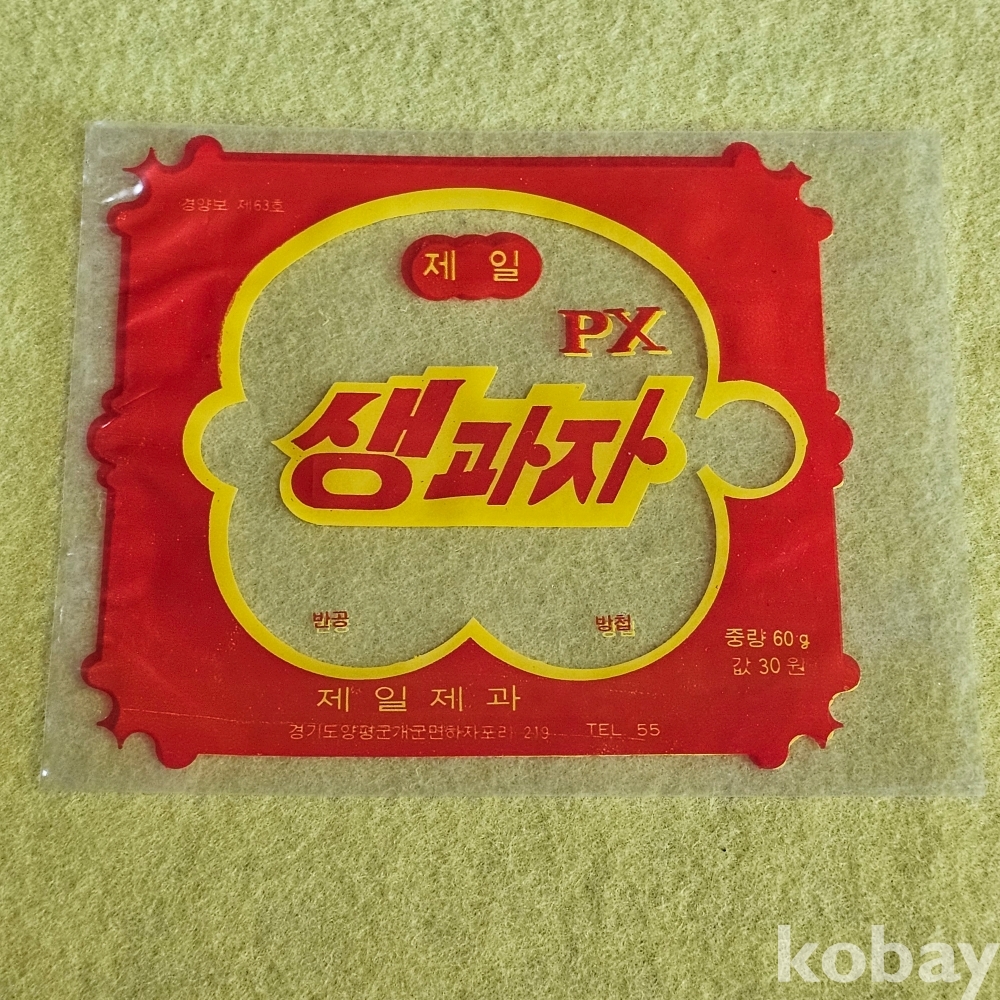 경양보 제63호
제 일
PX
생과자
반공
방첩
중량 60g
값 30원
제일제과
경기도양평군개군면하자포리 219 TEL 55
kobay